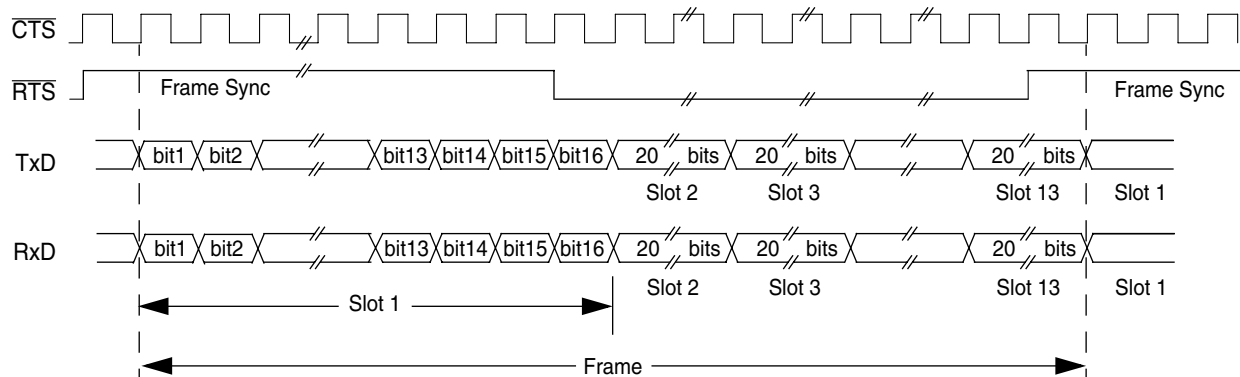 CTS
RTS Frame Sync Frame Sync
TxD bit1 bit2 bit13 bit14 bit15 bit16 20 bits 20 bits 20 bits
Slot 2 Slot 3 Slot 13 Slot 1
RxD bit1 bit2 bit13 bit14 bit15 bit16 20 bits 20 bits 20 bits
Slot 2 Slot 3 Slot 13 Slot 1
Slot 1
Frame